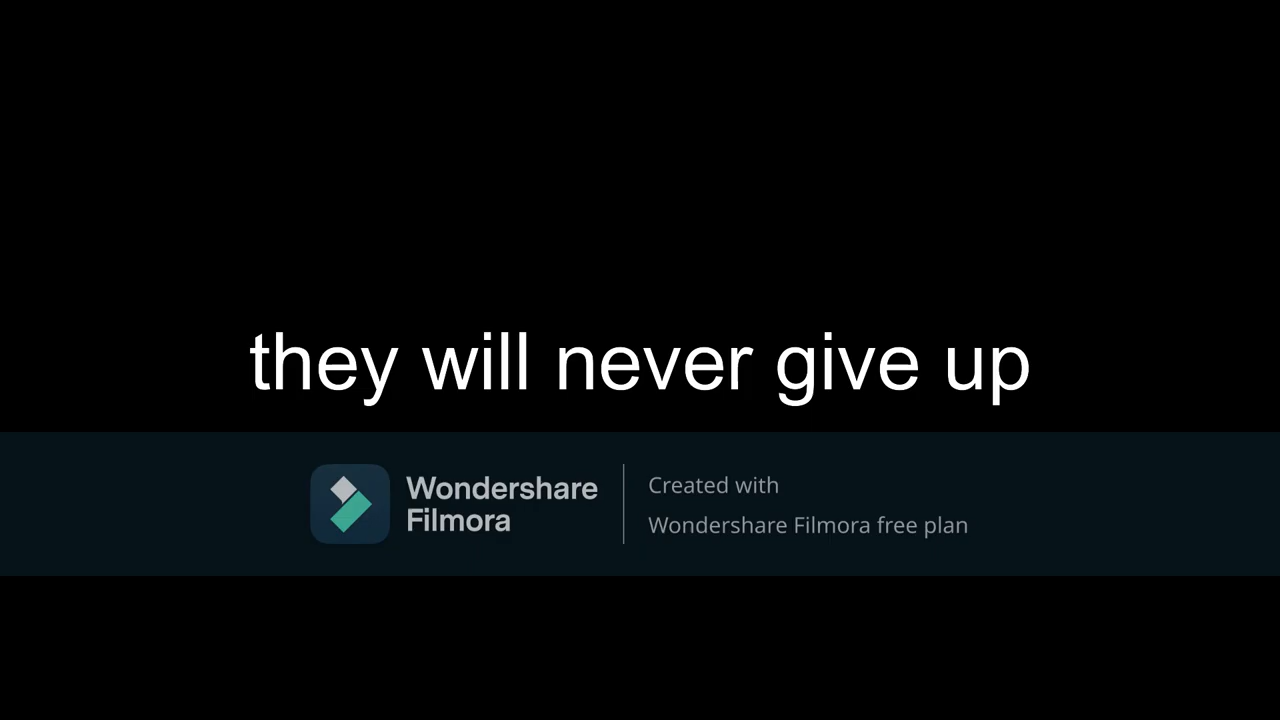 they will never give up
Wondershare
Filmora
Created with
Wondershare Filmora free plan